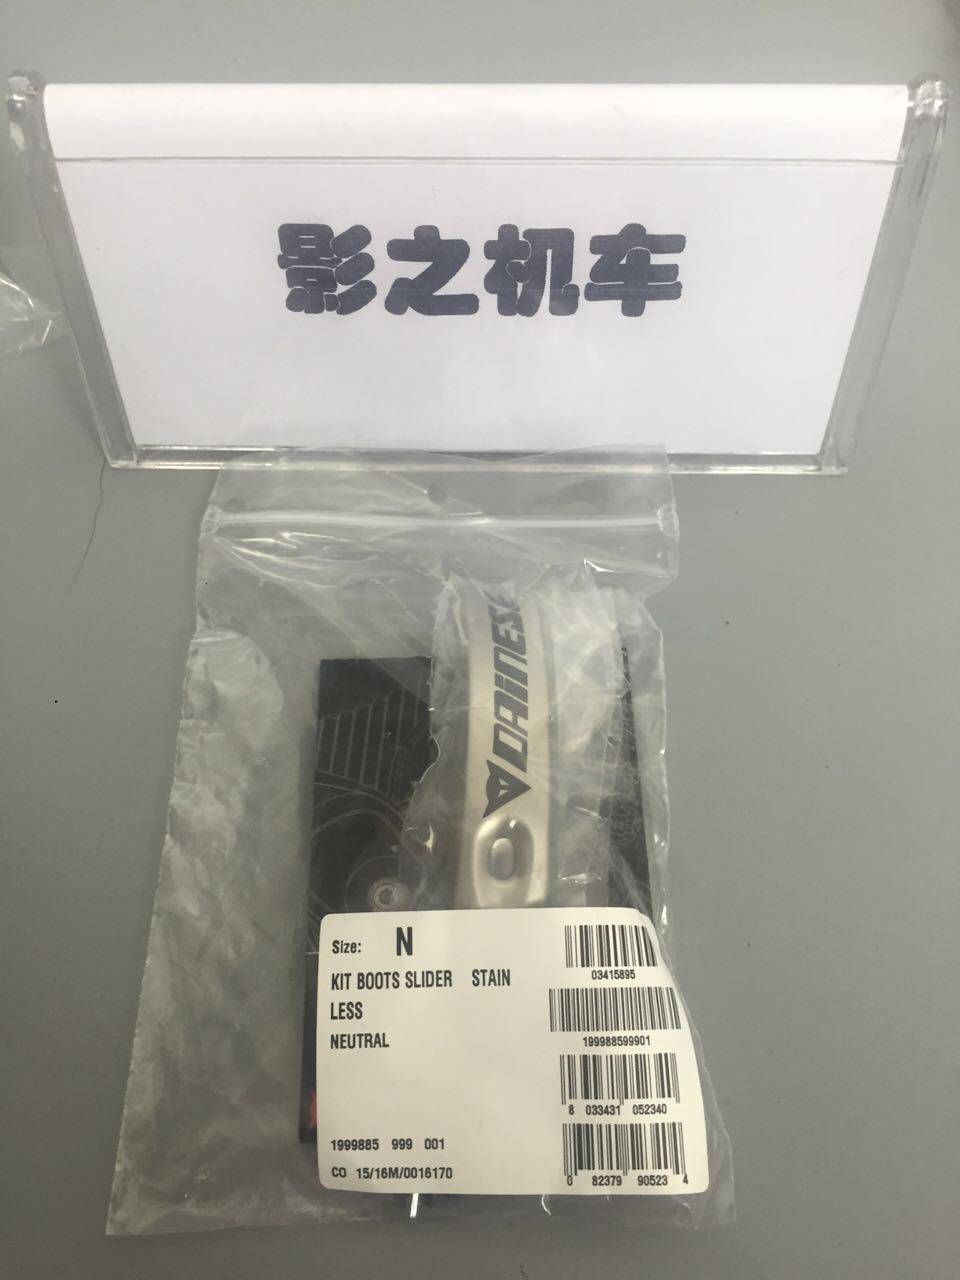 影之机车
DAINESE
Size: N
KIT BOOTS SLIDER STAIN
LESS
NEUTRAL
1999885 999 001
CO 15/16M/0016170
03415895
199988599901
8 033431 052340
0 82379 90523 4